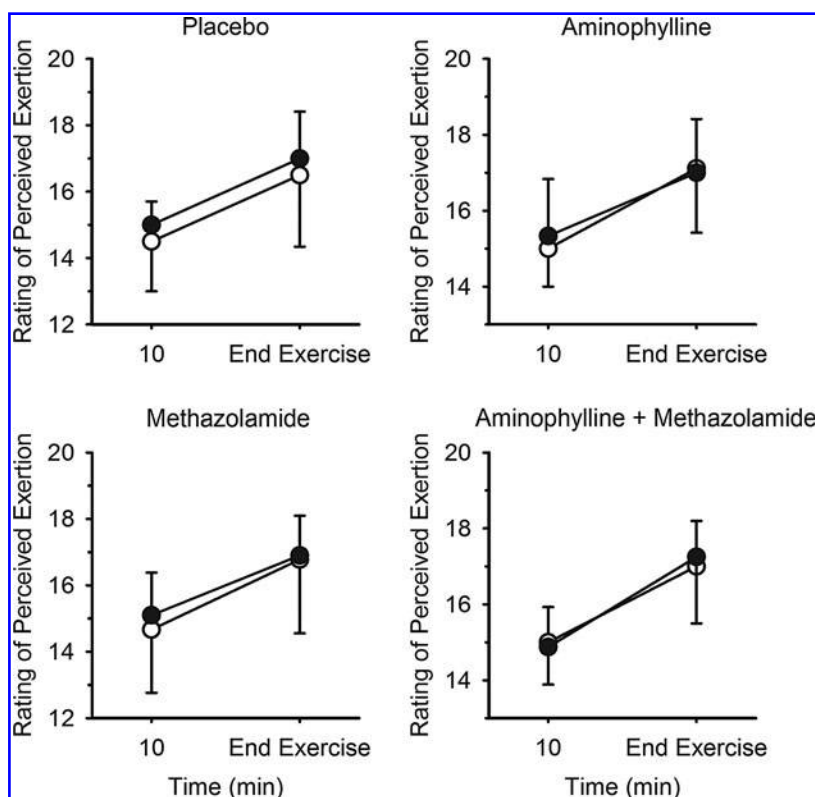 Placebo
Rating of Perceived Exertion
20
18
16
14
12
10
End Exercise
Aminophylline
Rating of Perceived Exertion
20
18
16
14
10
End Exercise
Methazolamide
Rating of Perceived Exertion
20
18
16
14
12
10
End Exercise
Time (min)
Aminophylline + Methazolamide
Rating of Perceived Exertion
20
18
16
14
10
End Exercise
Time (min)